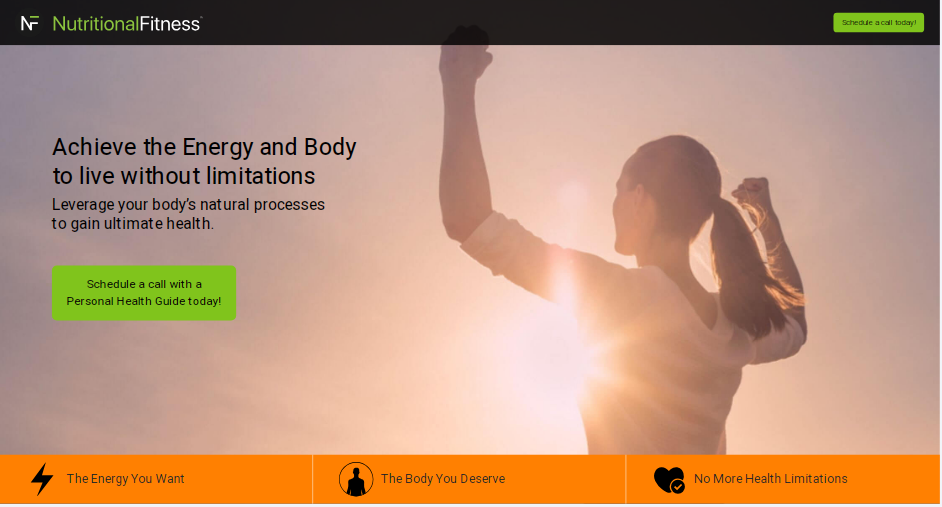 NF NutritionalFitness
Schedule a call today!
Achieve the Energy and Body
to live without limitations
Leverage your body's natural processes
to gain ultimate health.
Schedule a call with a
Personal Health Guide today!
The Energy You Want
The Body You Deserve
No More Health Limitations